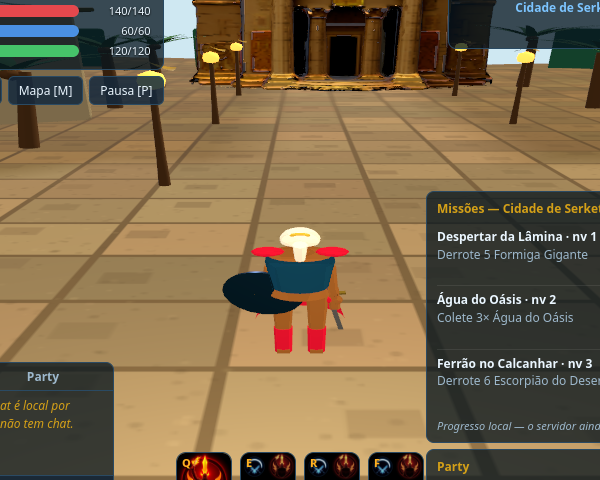 140/140
60/60
120/120
Mapa [M]
Pausa [P]
Cidade de Serk
Missões — Cidade de Serket
Despertar da Lâmina · nv 1
Derrote 5 Formiga Gigante
Água do Oásis · nv 2
Colete 3× Água do Oásis
Ferrão no Calcanhar · nv 3
Derrote 6 Escorpião do Deser
Progresso local — o servidor aind
Party
Party
at é local por
não tem chat.
Q
E
R
F